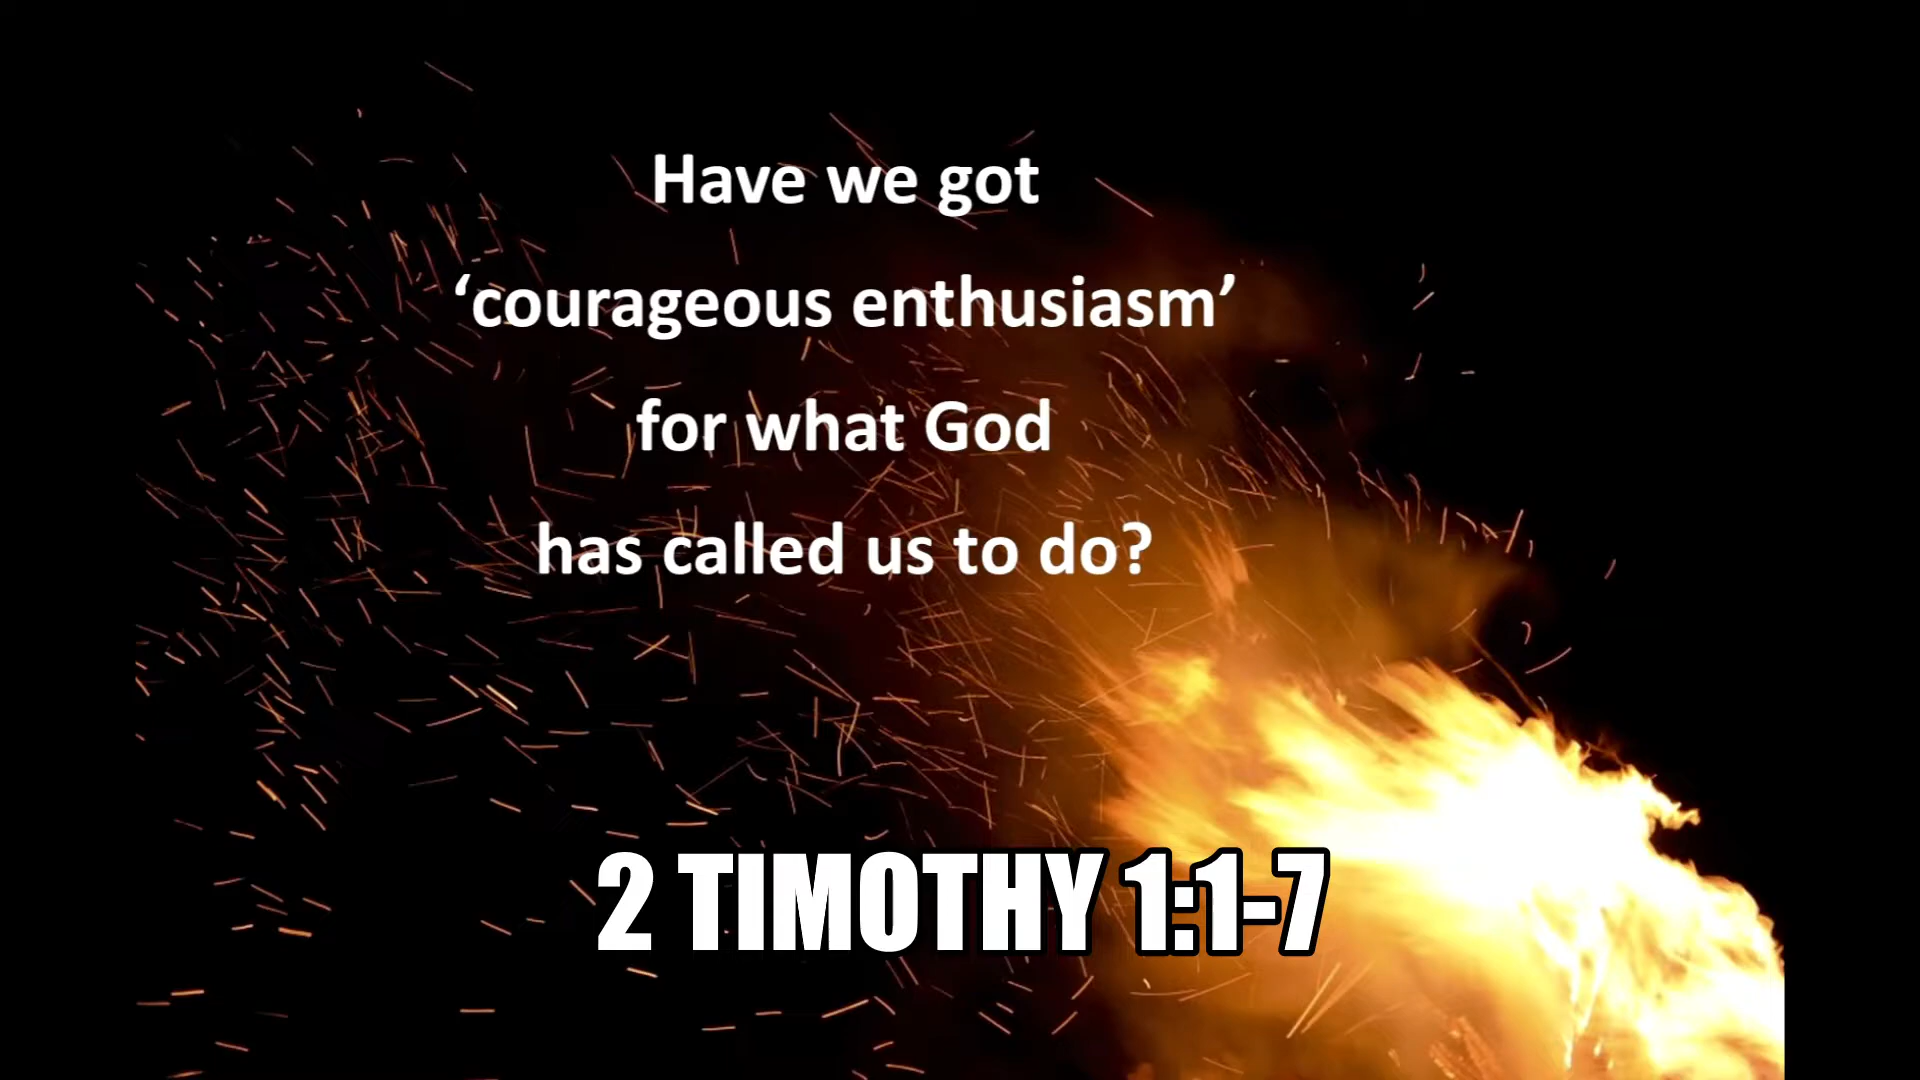 Have we got
‘courageous enthusiasm’
for what God
has called us to do?
2 TIMOTHY 1:1-7